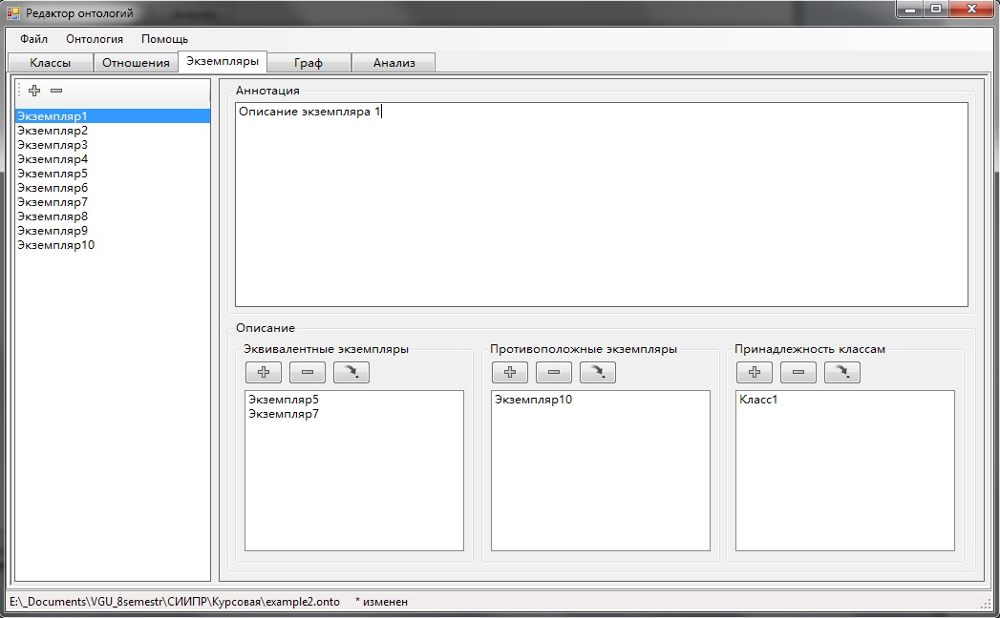 Редактор онтологий
Файл Онтология Помощь
Классы Отношения Экземпляры Граф Анализ
Экземпляр1
Экземпляр2
Экземпляр3
Экземпляр4
Экземпляр5
Экземпляр6
Экземпляр7
Экземпляр8
Экземпляр9
Экземпляр10
Аннотация
Описание экземпляра 1
Описание
Эквивалентные экземпляры
Экземпляр5
Экземпляр7
Противоположные экземпляры
Экземпляр10
Принадлежность классам
Класс1
E:\_Documents\VGU_8semestr\СИИПР\Курсовая\example2.onto * изменен